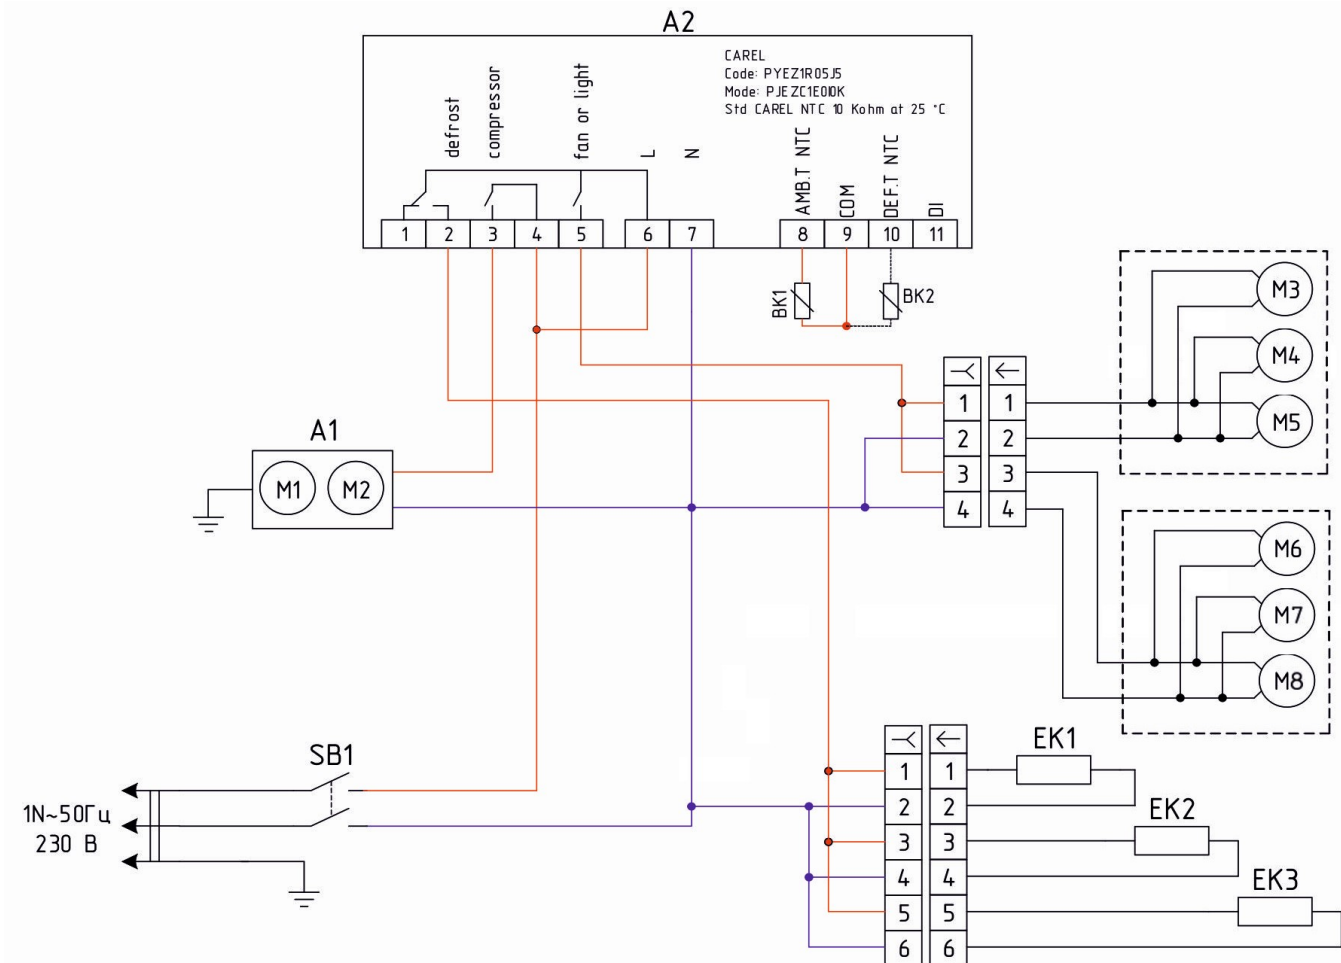 A2
CAREL
Code: PYEZ1R05J5
Mode: PJEZC1E00K
Std CAREL NTC 10 Kohm at 25 °C
defrost
compressor
fan or light
L
N
AMB.T NTC
COM
DEF.T NTC
DI
1 2 3 4 5 6 7 8 9 10 11
BK1
BK2
M3
M4
M5
1 1
2 2
3 3
4 4
A1
M1 M2
M6
M7
M8
SB1
1N~50Гц
230 В
EK1
EK2
EK3
1 1
2 2
3 3
4 4
5 5
6 6